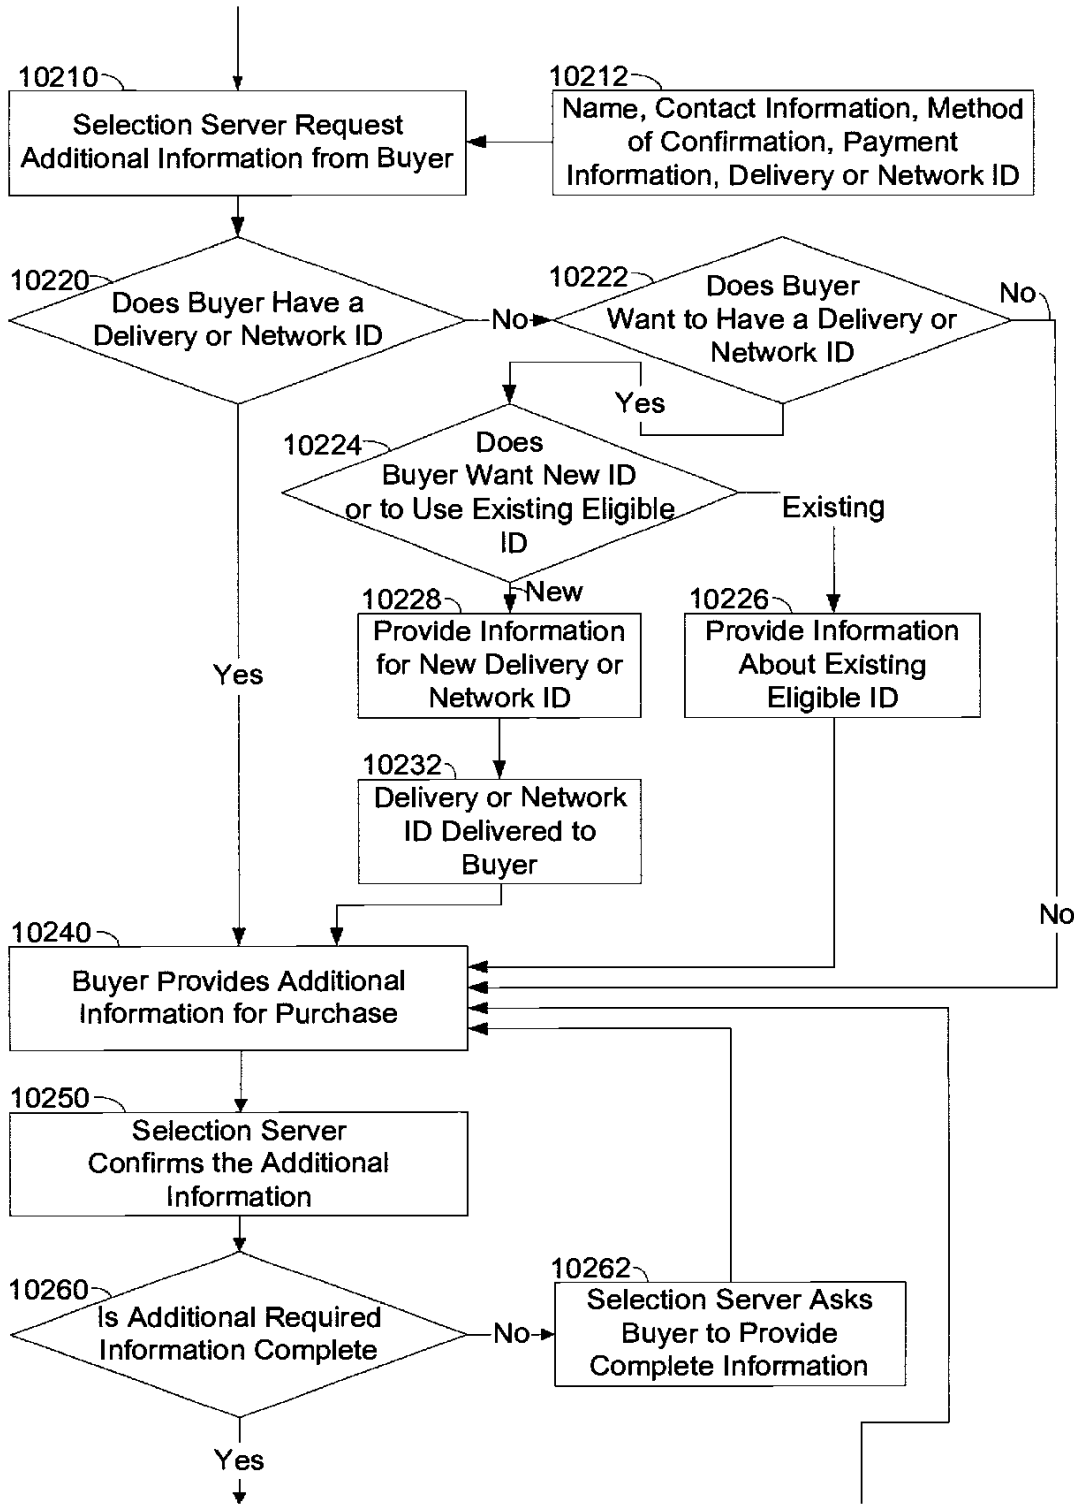 10210
Selection Server Request
Additional Information from Buyer
10212
Name, Contact Information, Method
of Confirmation, Payment
Information, Delivery or Network ID
10220
Does Buyer Have a
Delivery or Network ID
No
10222
Does Buyer
Want to Have a Delivery or
Network ID
No
Yes
10224
Does
Buyer Want New ID
or to Use Existing Eligible
ID
Existing
New
10228
Provide Information
for New Delivery or
Network ID
10226
Provide Information
About Existing
Eligible ID
Yes
10232
Delivery or Network
ID Delivered to
Buyer
No
10240
Buyer Provides Additional
Information for Purchase
10250
Selection Server
Confirms the Additional
Information
10260
Is Additional Required
Information Complete
No
10262
Selection Server Asks
Buyer to Provide
Complete Information
Yes